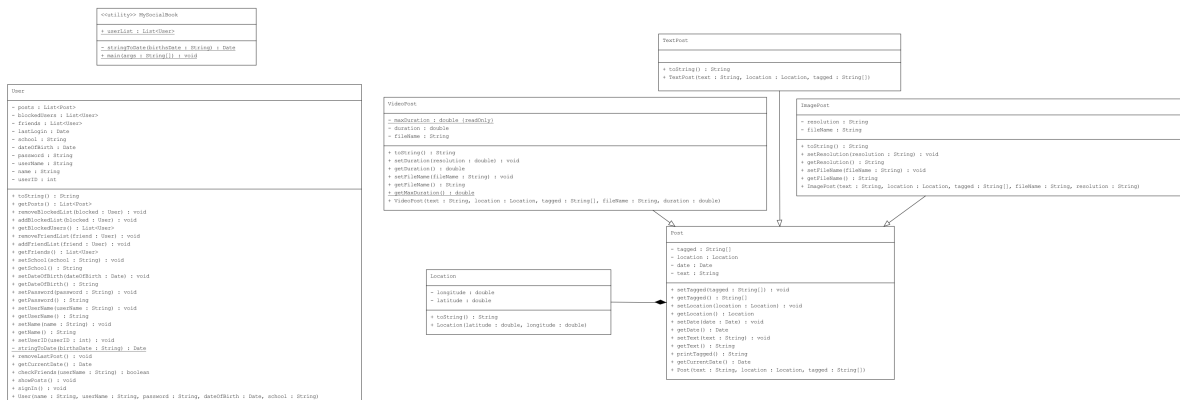 <<utility>> MySocialBook
+ userList : List<User>
- stringToDate(birthsDate : String) : Date
+ main(args : String[]) : void
User
- posts : List<Post>
- blockedUsers : List<User>
- friends : List<User>
- lastLogin : Date
- school : String
- dateOfBirth : Date
- password : String
- userName : String
- name : String
- userID : int
+ toString() : String
+ getPosts() : List<Post>
+ removeBlockedList(blocked : User) : void
+ addBlockedList(blocked : User) : void
+ getBlockedUsers() : List<User>
+ removeFriendList(friend : User) : void
+ addFriendList(friend : User) : void
+ getFriends() : List<User>
+ setSchool(school : String) : void
+ getSchool() : String
+ setDateOfBirth(dateOfBirth : Date) : void
+ getDateOfBirth() : String
+ setPassword(password : String) : void
+ getPassword() : String
+ setUserName(userName : String) : void
+ getUserName() : String
+ setName(name : String) : void
+ getName() : String
+ setUserID(userID : int) : void
- stringToDate(birthsDate : String) : Date
+ removeLastPost() : void
+ getCurrentDate() : Date
+ checkFriends(userName : String) : boolean
+ showPosts() : void
+ signIn() : void
+ User(name : String, userName : String, password : String, dateOfBirth : Date, school : String)
VideoPost
- maxDuration : double {readOnly}
- duration : double
- fileName : String
+ toString() : String
+ setDuration(resolution : double) : void
+ getDuration() : double
+ setFileName(fileName : String) : void
+ getFileName() : String
+ getMaxDuration() : double
+ VideoPost(text : String, location : Location, tagged : String[], fileName : String, duration : double)
TextPost
+ toString() : String
+ TextPost(text : String, location : Location, tagged : String[])
ImagePost
- resolution : String
- fileName : String
+ toString() : String
+ setResolution(resolution : String) : void
+ getResolution() : String
+ setFileName(fileName : String) : void
+ getFileName() : String
+ ImagePost(text : String, location : Location, tagged : String[], fileName : String, resolution : String)
Location
- longitude : double
- latitude : double
+ toString() : String
+ Location(latitude : double, longitude : double)
Post
- tagged : String[]
- location : Location
- date : Date
- text : String
+ setTagged(tagged : String[]) : void
+ getTagged() : String[]
+ setLocation(location : Location) : void
+ getLocation() : Location
+ setDate(date : Date) : void
+ getDate() : Date
+ setText(text : String) : void
+ getText() : String
+ printTagged() : String
+ getCurrentDate() : Date
+ Post(text : String, location : Location, tagged : String[])